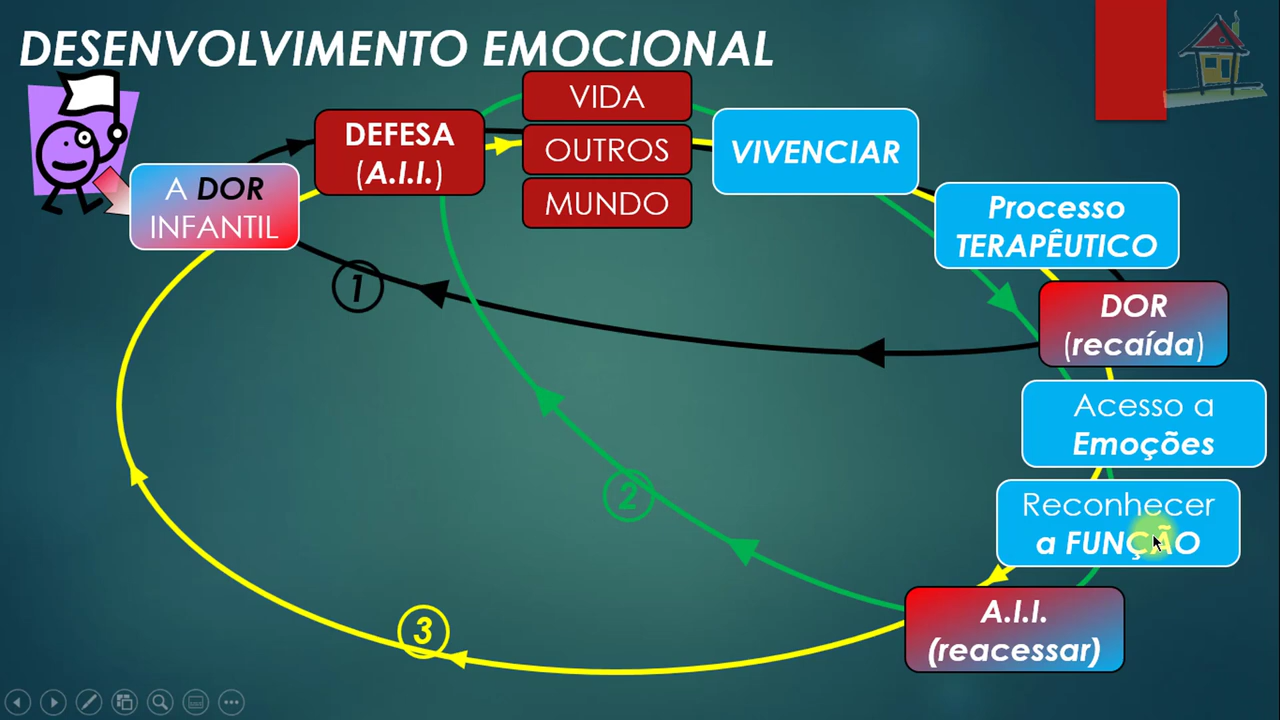 DESENVOLVIMENTO EMOCIONAL
A DOR
INFANTIL
DEFESA
(A.I.I.)
VIDA
OUTROS
MUNDO
VIVENCIAR
Processo
TERAPÊUTICO
DOR
(recaída)
Acesso a
Emoções
Reconhecer
a FUNÇÃO
A.I.I.
(reacessar)
1
2
3